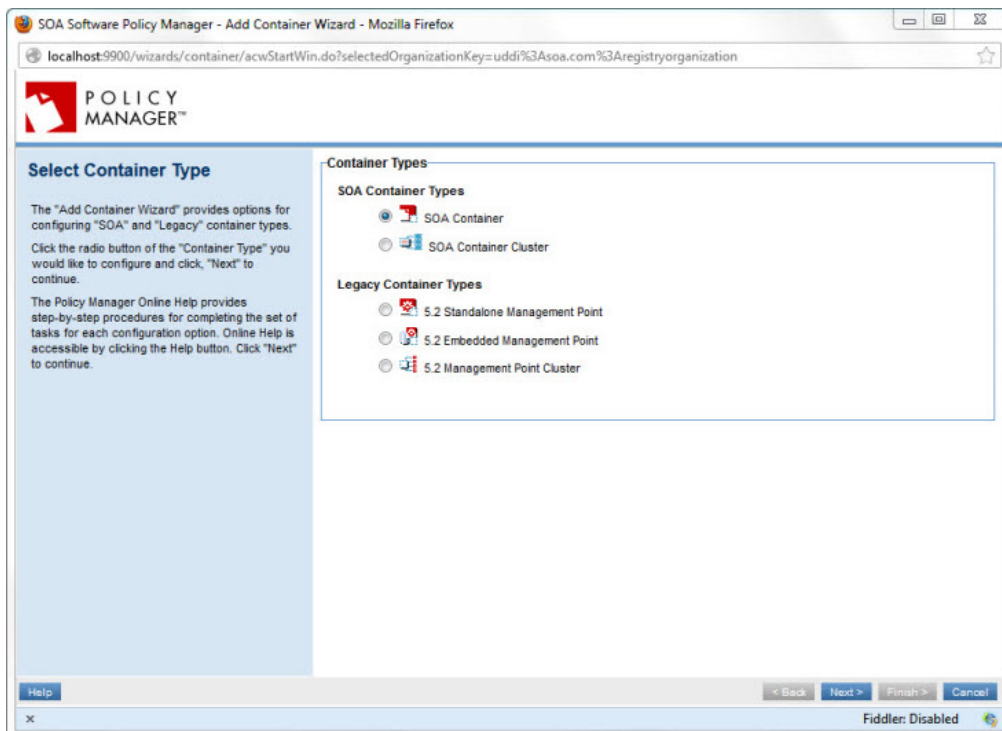 SOA Software Policy Manager - Add Container Wizard - Mozilla Firefox
localhost:9900/wizards/container/acwStartWin.do?selectedOrganizationKey=uddi%3Asoa.com%3Aregistryorganization
POLICY
MANAGER™
Select Container Type
The "Add Container Wizard" provides options for
configuring "SOA" and "Legacy" container types.
Click the radio button of the "Container Type" you
would like to configure and click, "Next" to
continue.
The Policy Manager Online Help provides
step-by-step procedures for completing the set of
tasks for each configuration option. Online Help is
accessible by clicking the Help button. Click "Next"
to continue.
Container Types
SOA Container Types
SOA Container
SOA Container Cluster
Legacy Container Types
5.2 Standalone Management Point
5.2 Embedded Management Point
5.2 Management Point Cluster
Help
< Back
Next >
Finish >
Cancel
Fiddler: Disabled